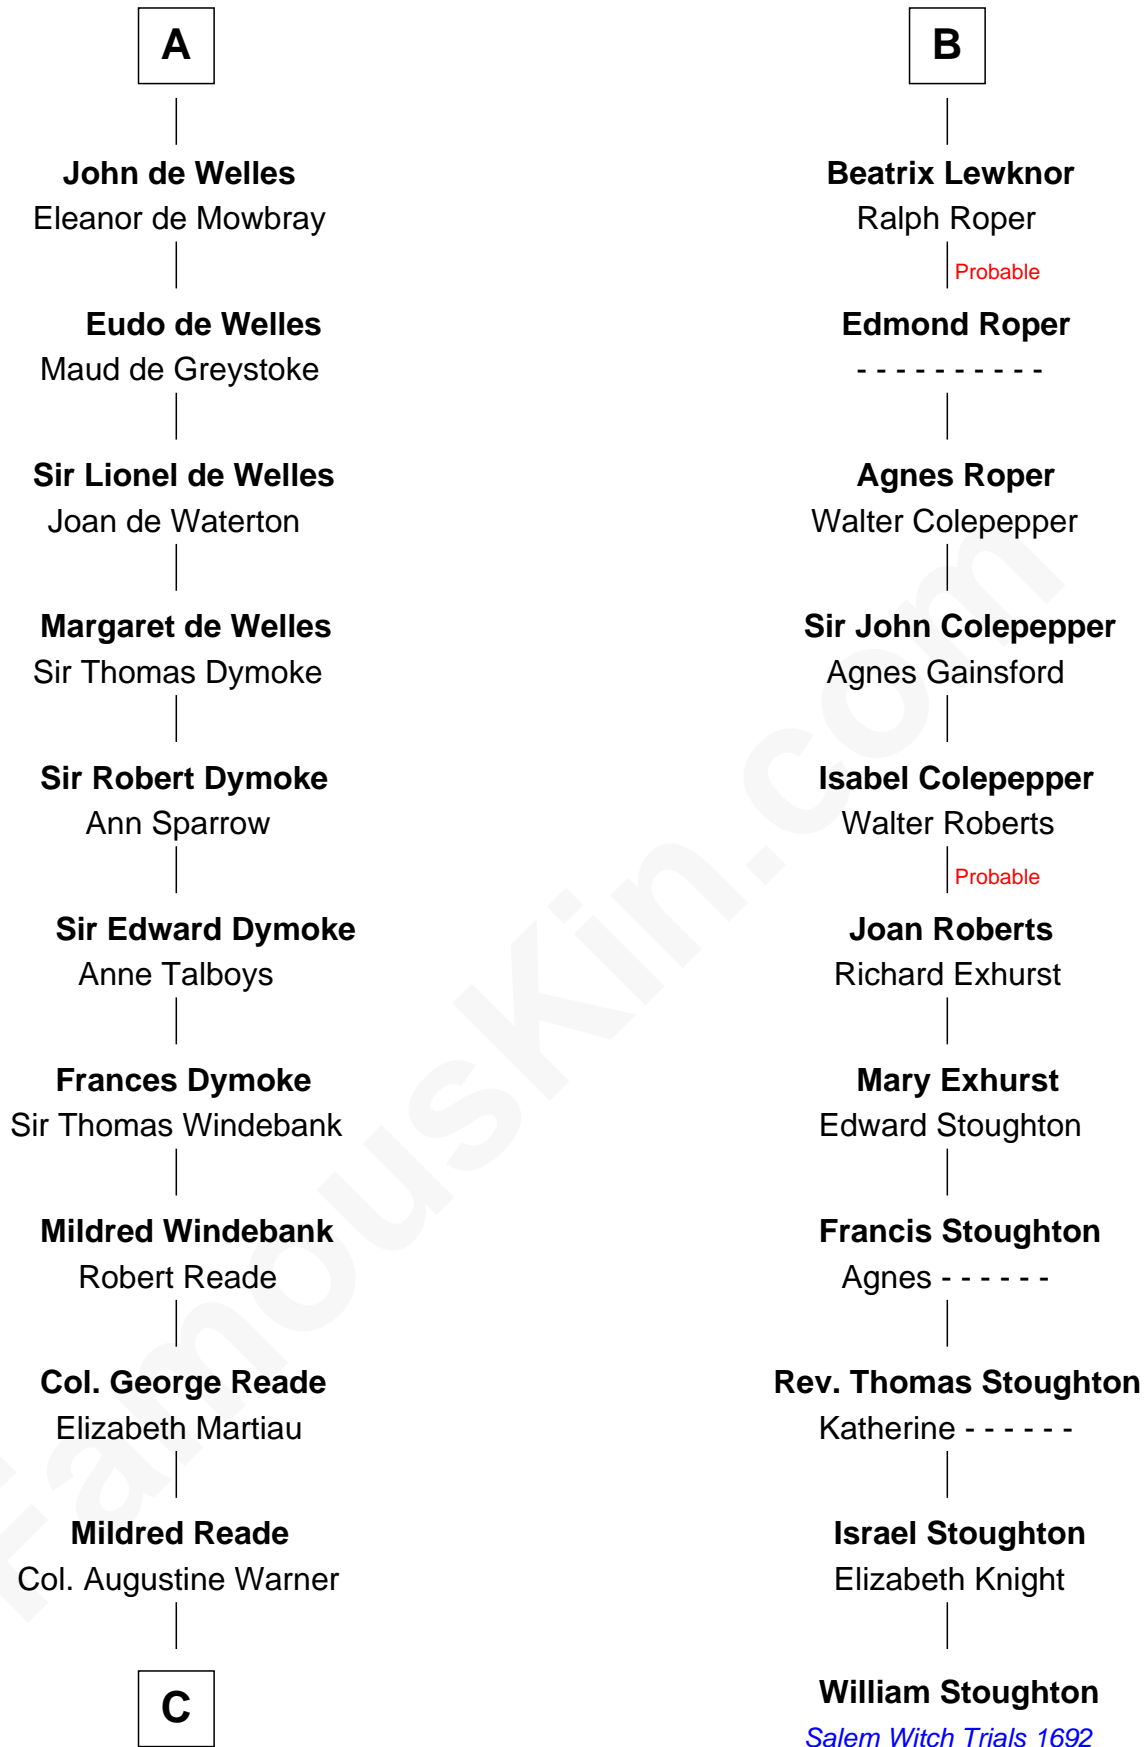 A
John de Welles
Eleanor de Mowbray
Eudo de Welles
Maud de Greystoke
Sir Lionel de Welles
Joan de Waterton
Margaret de Welles
Sir Thomas Dymoke
Sir Robert Dymoke
Ann Sparrow
Sir Edward Dymoke
Anne Talboys
Frances Dymoke
Sir Thomas Windebank
Mildred Windebank
Robert Reade
Col. George Reade
Elizabeth Martiau
Mildred Reade
Col. Augustine Warner
C
B
Beatrix Lewknor
Ralph Roper
Probable
Edmond Roper
- - - - - - - - - -
Agnes Roper
Walter Colepepper
Sir John Colepepper
Agnes Gainsford
Isabel Colepepper
Walter Roberts
Probable
Joan Roberts
Richard Exhurst
Mary Exhurst
Edward Stoughton
Francis Stoughton
Agnes - - - - - -
Rev. Thomas Stoughton
Katherine - - - - - -
Israel Stoughton
Elizabeth Knight
William Stoughton
Salem Witch Trials 1692
FamousKin.com